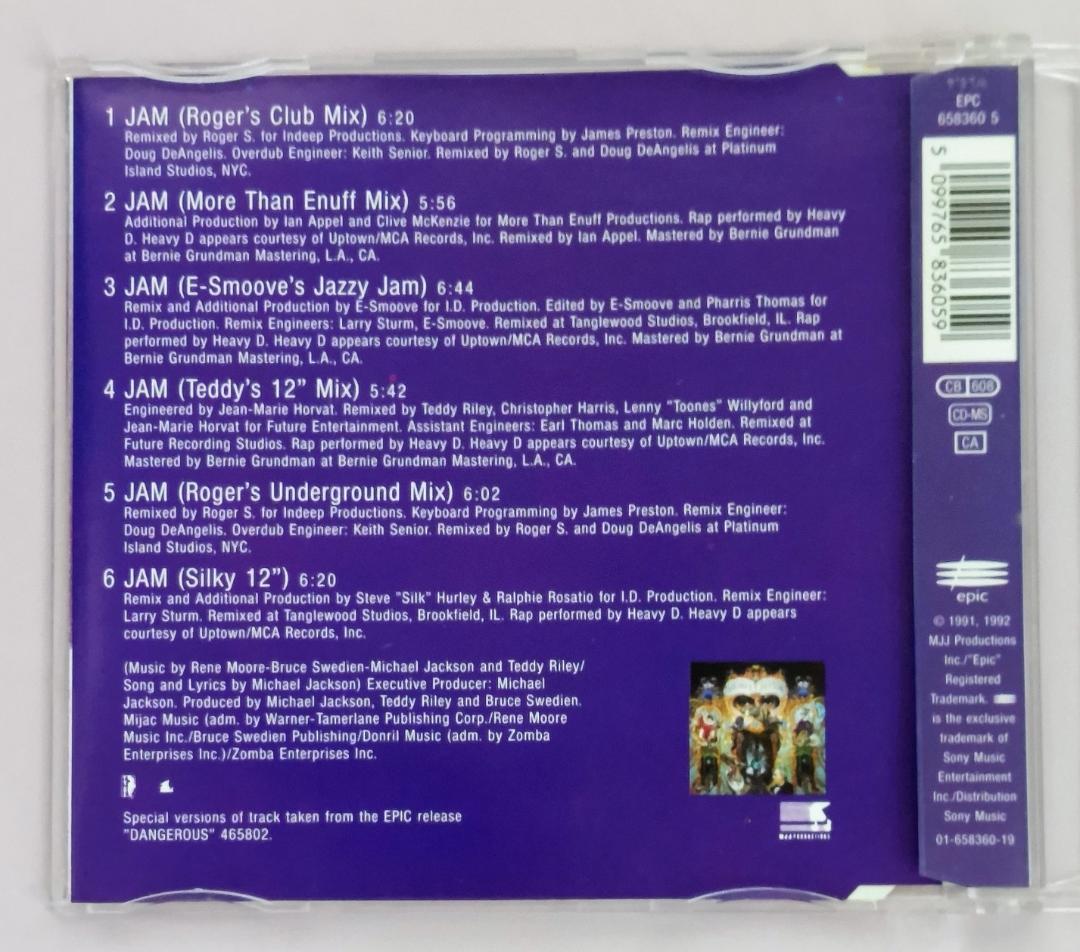 1 JAM (Roger's Club Mix) 6:20
Remixed by Roger S. for Indeep Productions. Keyboard Programming by James Preston. Remix Engineer:
Doug DeAngelis. Overdub Engineer: Keith Senior. Remixed by Roger S. and Doug DeAngelis at Platinum
Island Studios, NYC.
2 JAM (More Than Enuff Mix) 5:56
Additional Production by Ian Appel and Clive McKenzie for More Than Enuff Productions. Rap performed by Heavy
D. Heavy D appears courtesy of Uptown/MCA Records, Inc. Remixed by Ian Appel. Mastered by Bernie Grundman
at Bernie Grundman Mastering, L.A., CA.
3 JAM (E-Smoove's Jazzy Jam) 6:44
Remix and Additional Production by E-Smoove for I.D. Production. Edited by E-Smoove and Pharris Thomas for
I.D. Production. Remix Engineers: Larry Sturm, E-Smoove. Remixed at Tanglewood Studios, Brookfield, IL. Rap
performed by Heavy D. Heavy D appears courtesy of Uptown/MCA Records, Inc. Mastered by Bernie Grundman at
Bernie Grundman Mastering, L.A., CA.
4 JAM (Teddy's 12" Mix) 5:42
Engineered by Jean-Marie Horvat. Remixed by Teddy Riley, Christopher Harris, Lenny "Toones" Willyford and
Jean-Marie Horvat for Future Entertainment. Assistant Engineers: Earl Thomas and Marc Holden. Remixed at
Future Recording Studios. Rap performed by Heavy D. Heavy D appears courtesy of Uptown/MCA Records, Inc.
Mastered by Bernie Grundman at Bernie Grundman Mastering, L.A., CA.
5 JAM (Roger's Underground Mix) 6:02
Remixed by Roger S. for Indeep Productions. Keyboard Programming by James Preston. Remix Engineer:
Doug DeAngelis. Overdub Engineer: Keith Senior. Remixed by Roger S. and Doug DeAngelis at Platinum
Island Studios, NYC.
6 JAM (Silky 12") 6:20
Remix and Additional Production by Steve "Silk" Hurley & Ralphie Rosatio for I.D. Production. Remix Engineer:
Larry Sturm. Remixed at Tanglewood Studios, Brookfield, IL. Rap performed by Heavy D. Heavy D appears
courtesy of Uptown/MCA Records, Inc.
(Music by Rene Moore-Bruce Swedien-Michael Jackson and Teddy Riley/
Song and Lyrics by Michael Jackson) Executive Producer: Michael
Jackson. Produced by Michael Jackson, Teddy Riley and Bruce Swedien.
Mijac Music (adm. by Warner-Tamerlane Publishing Corp./Rene Moore
Music Inc./Bruce Swedien Publishing/Donril Music (adm. by Zomba
Enterprises Inc.)/Zomba Enterprises Inc.
Special versions of track taken from the EPIC release
"DANGEROUS" 465802.
MJJ PRODUCTIONS
EPC
658360 5
5 099765 836059
CB 608
CD-MS
CA
epic
© 1991, 1992
MJJ Productions
Inc./"Epic"
Registered
Trademark.
is the exclusive
trademark of
Sony Music
Entertainment
Inc./Distribution
Sony Music
01-658360-19